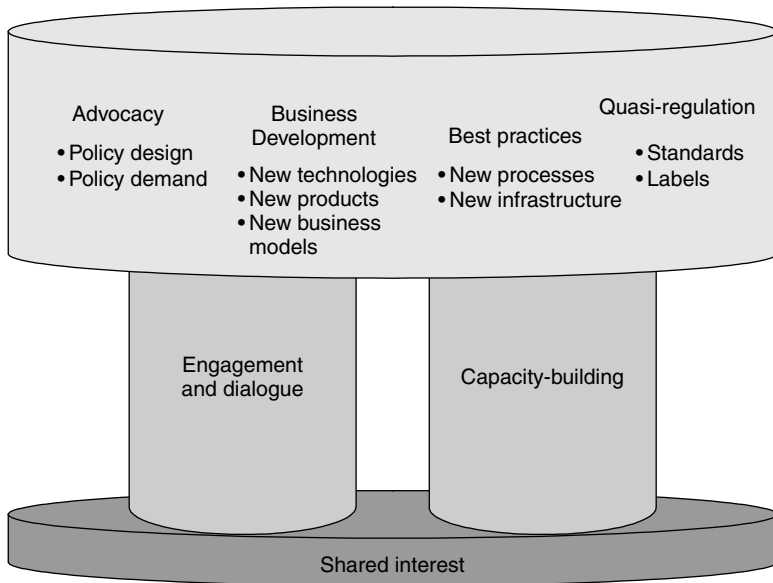 Advocacy
• Policy design
• Policy demand
Business
Development
• New technologies
• New products
• New business
models
Best practices
• New processes
• New infrastructure
Quasi-regulation
• Standards
• Labels
Engagement
and dialogue
Capacity-building
Shared interest